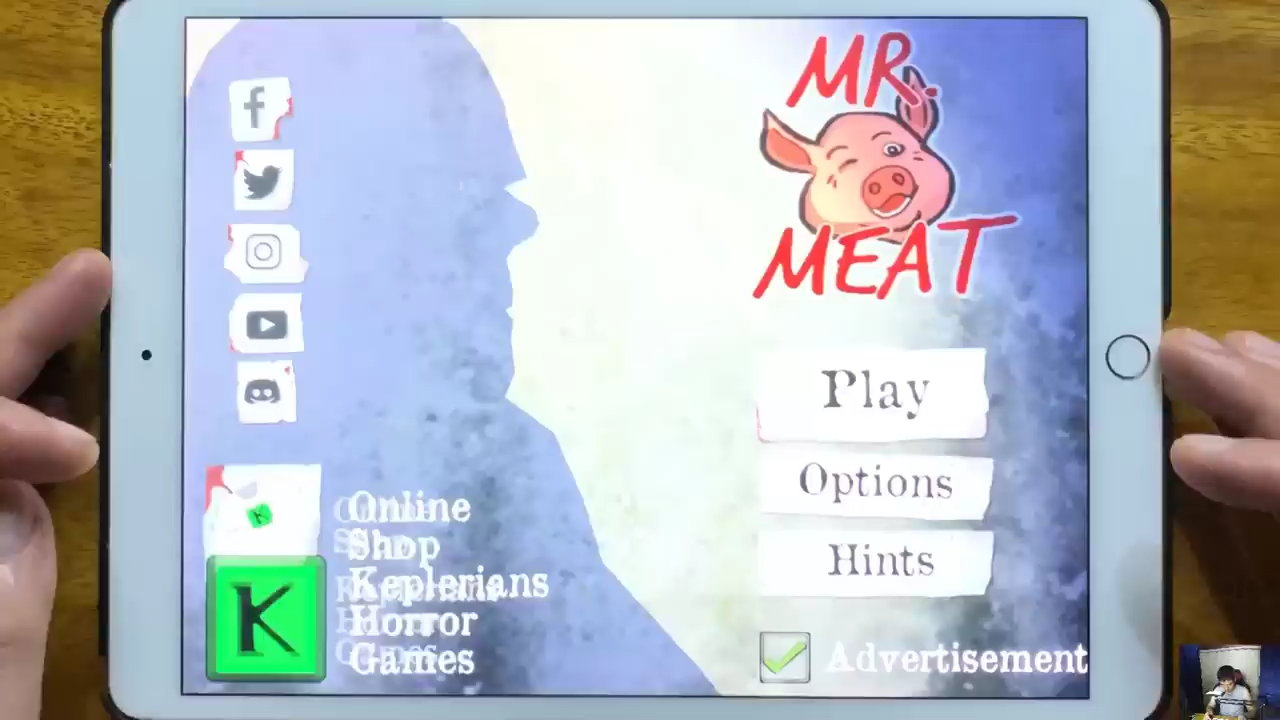 MR.
MEAT
Play
Options
Hints
Advertisement
Online
Shop
Keplerians
Horror
Games
K
K